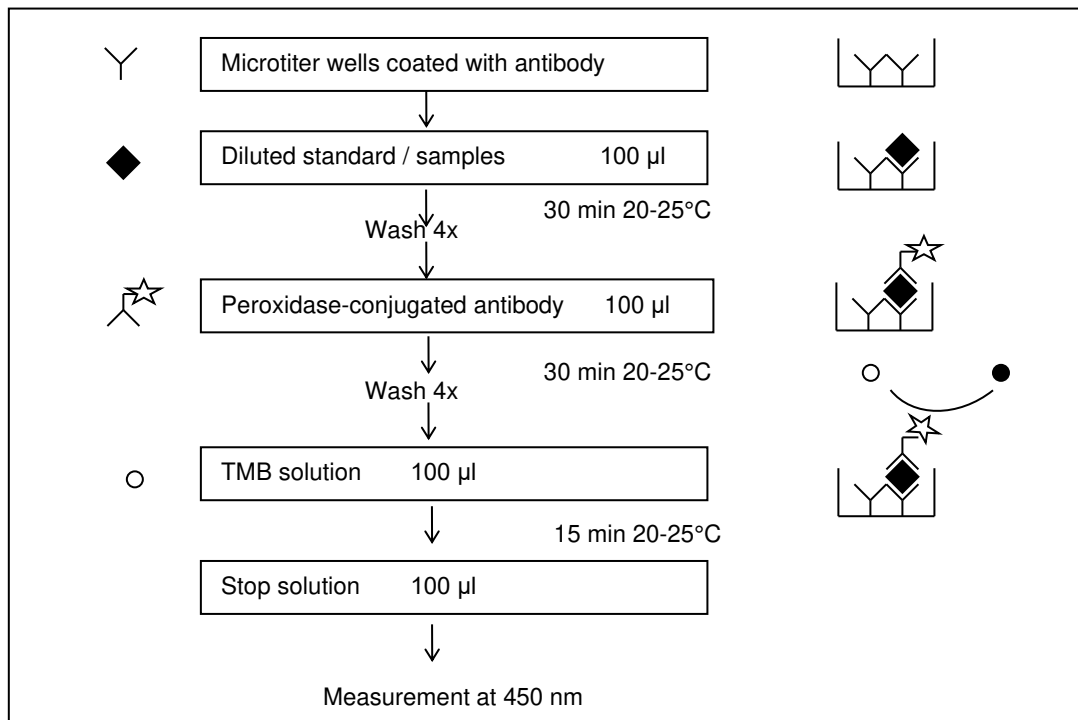 Microtiter wells coated with antibody
Diluted standard / samples 100 µl
30 min 20-25°C
Wash 4x
Peroxidase-conjugated antibody 100 µl
30 min 20-25°C
Wash 4x
TMB solution 100 µl
15 min 20-25°C
Stop solution 100 µl
Measurement at 450 nm